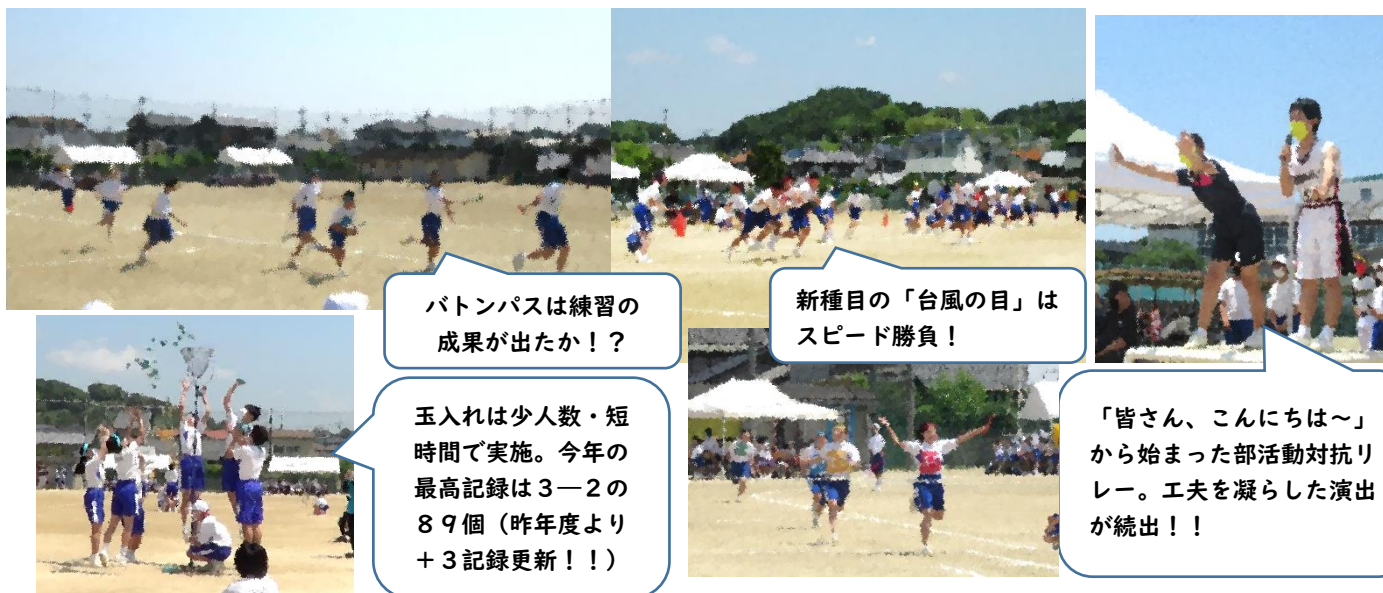 バトンパスは練習の
成果が出たか！？
新種目の「台風の目」は
スピード勝負！
玉入れは少人数・短
時間で実施。今年の
最高記録は３―２の
８９個（昨年度より
＋３記録更新！！）
「皆さん、こんにちは～」
から始まった部活動対抗リ
レー。工夫を凝らした演出
が続出！！